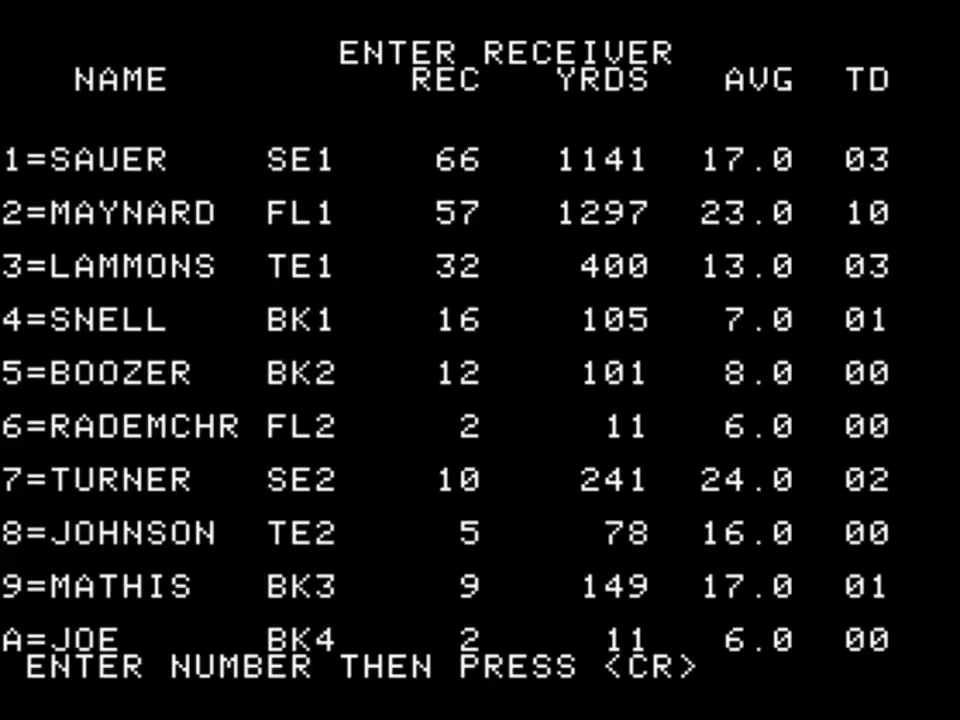 ENTER RECEIVER
NAME REC YRDS AVG TD
1=SAUER SE1 66 1141 17.0 03
2=MAYNARD FL1 57 1297 23.0 10
3=LAMMONS TE1 32 400 13.0 03
4=SNELL BK1 16 105 7.0 01
5=BOOZER BK2 12 101 8.0 00
6=RADEMCHR FL2 2 11 6.0 00
7=TURNER SE2 10 241 24.0 02
8=JOHNSON TE2 5 78 16.0 00
9=MATHIS BK3 9 149 17.0 01
A=JOE BK4 2 11 6.0 00
ENTER NUMBER THEN PRESS <CR>